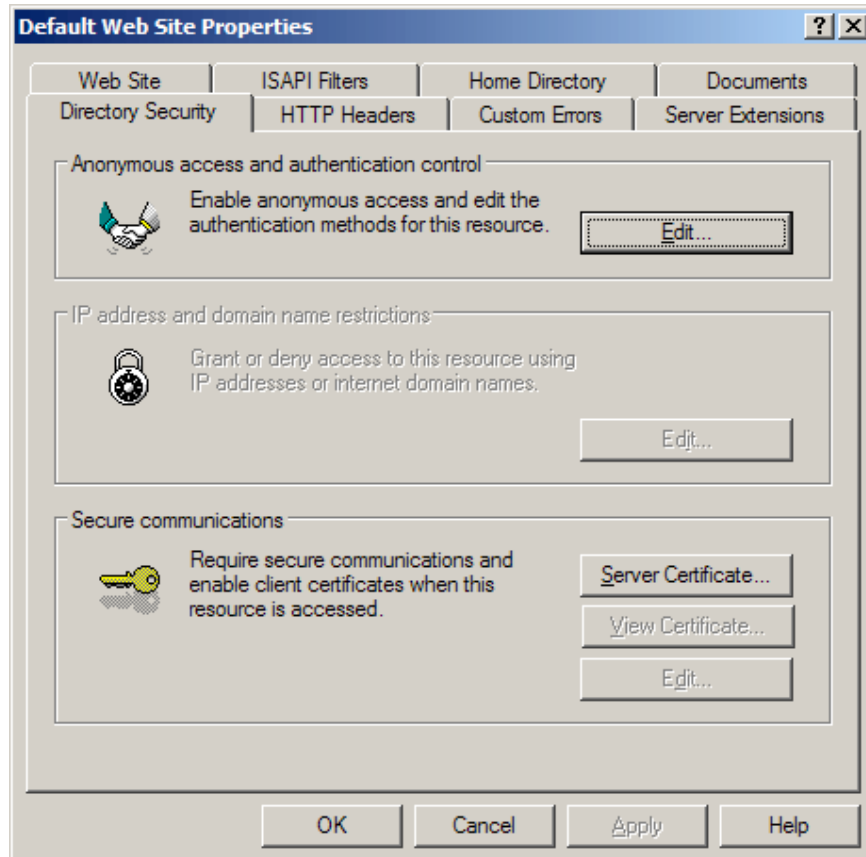 Default Web Site Properties
Web Site
ISAPI Filters
Home Directory
Documents
Directory Security
HTTP Headers
Custom Errors
Server Extensions
Anonymous access and authentication control
Enable anonymous access and edit the
authentication methods for this resource.
Edit...
IP address and domain name restrictions
Grant or deny access to this resource using
IP addresses or internet domain names.
Edit...
Secure communications
Require secure communications and
enable client certificates when this
resource is accessed.
Server Certificate...
View Certificate...
Edit...
OK
Cancel
Apply
Help